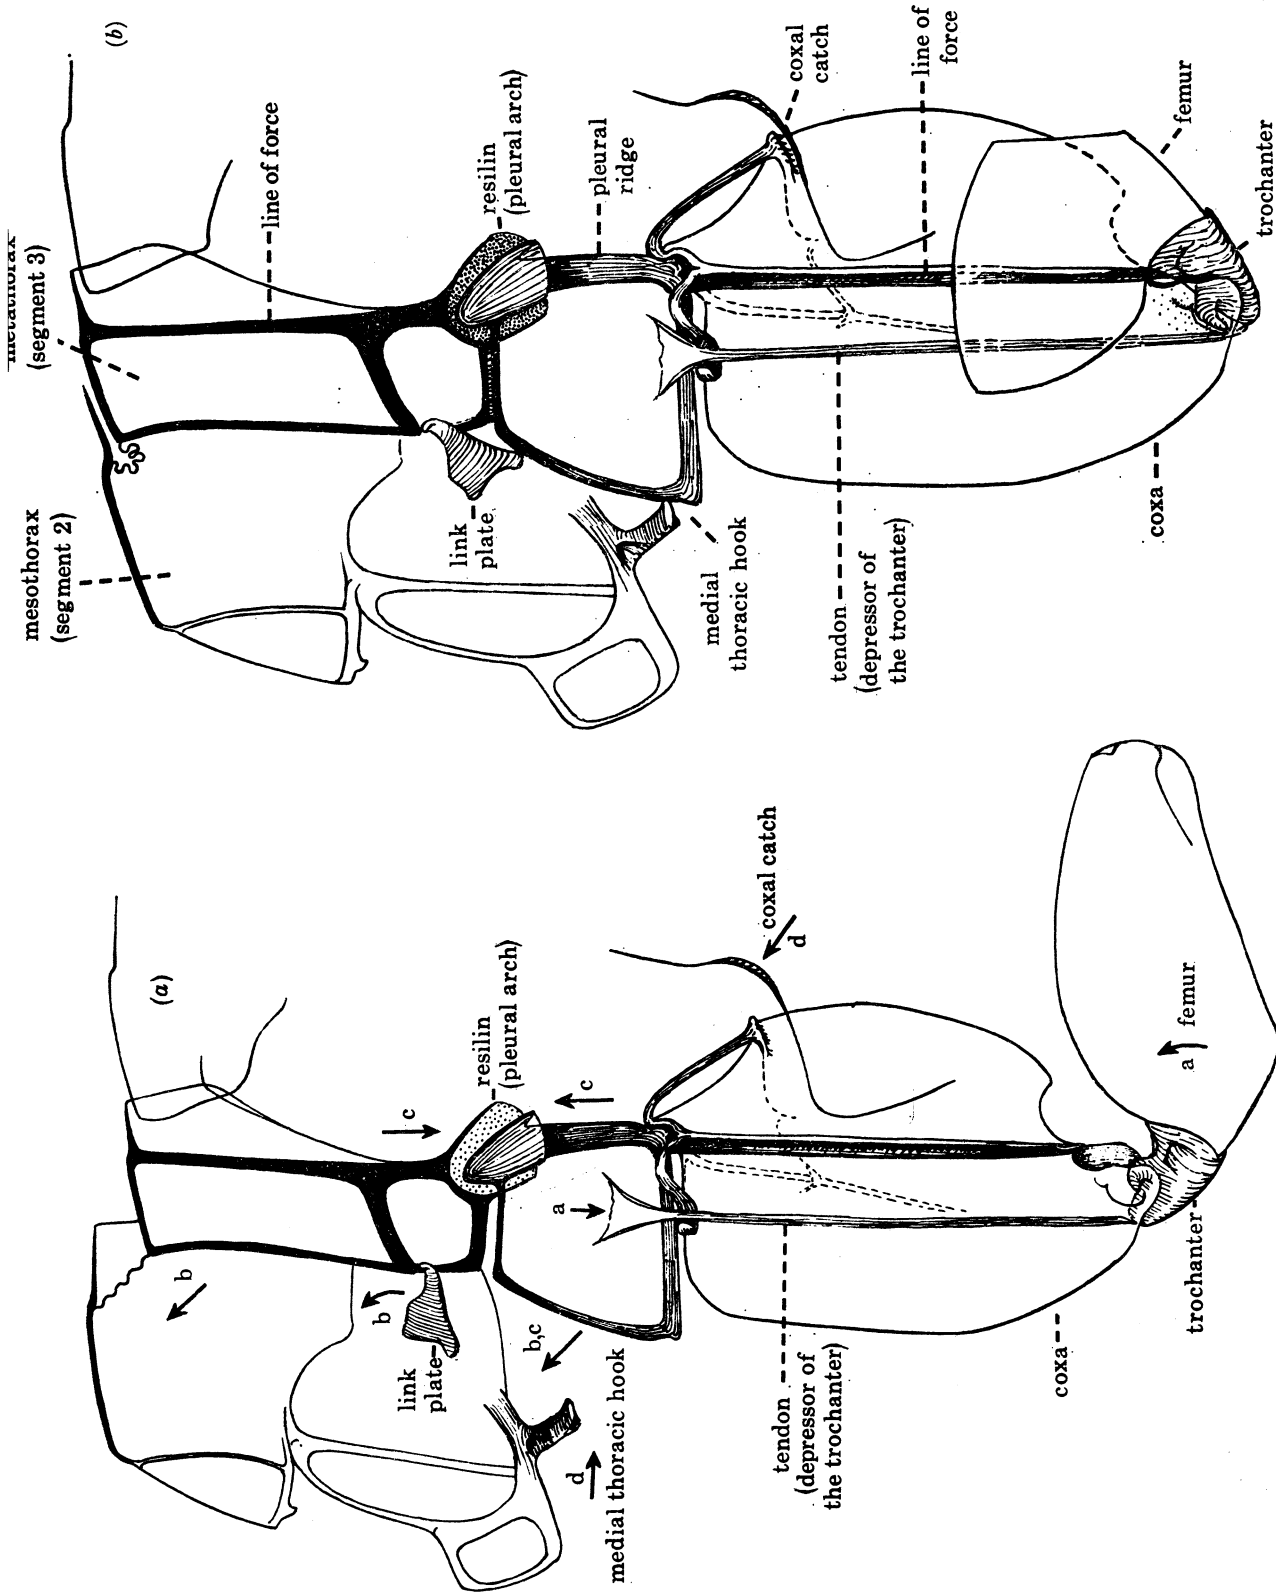 (a)
b
b
link
plate
b,c
d
medial thoracic hook
c
resilin
(pleural arch)
c
a
coxal catch
d
tendon
(depressor of
the trochanter)
coxa
trochanter
a
femur
(b)
mesothorax
(segment 2)
metathorax
(segment 3)
line of force
link
plate
resilin
(pleural arch)
pleural
ridge
medial
thoracic hook
coxal
catch
tendon
(depressor of
the trochanter)
line of
force
coxa
femur
trochanter